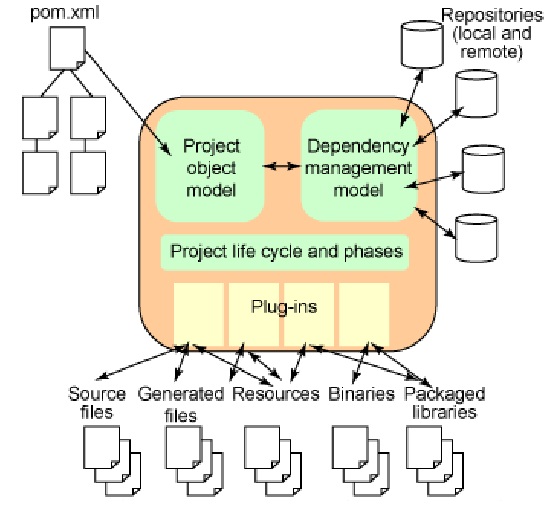 pom.xml
Repositories
(local and
remote)
Project
object
model
Dependency
management
model
Project life cycle and phases
Plug-ins
Source
files
Generated
files
Resources
Binaries
Packaged
libraries